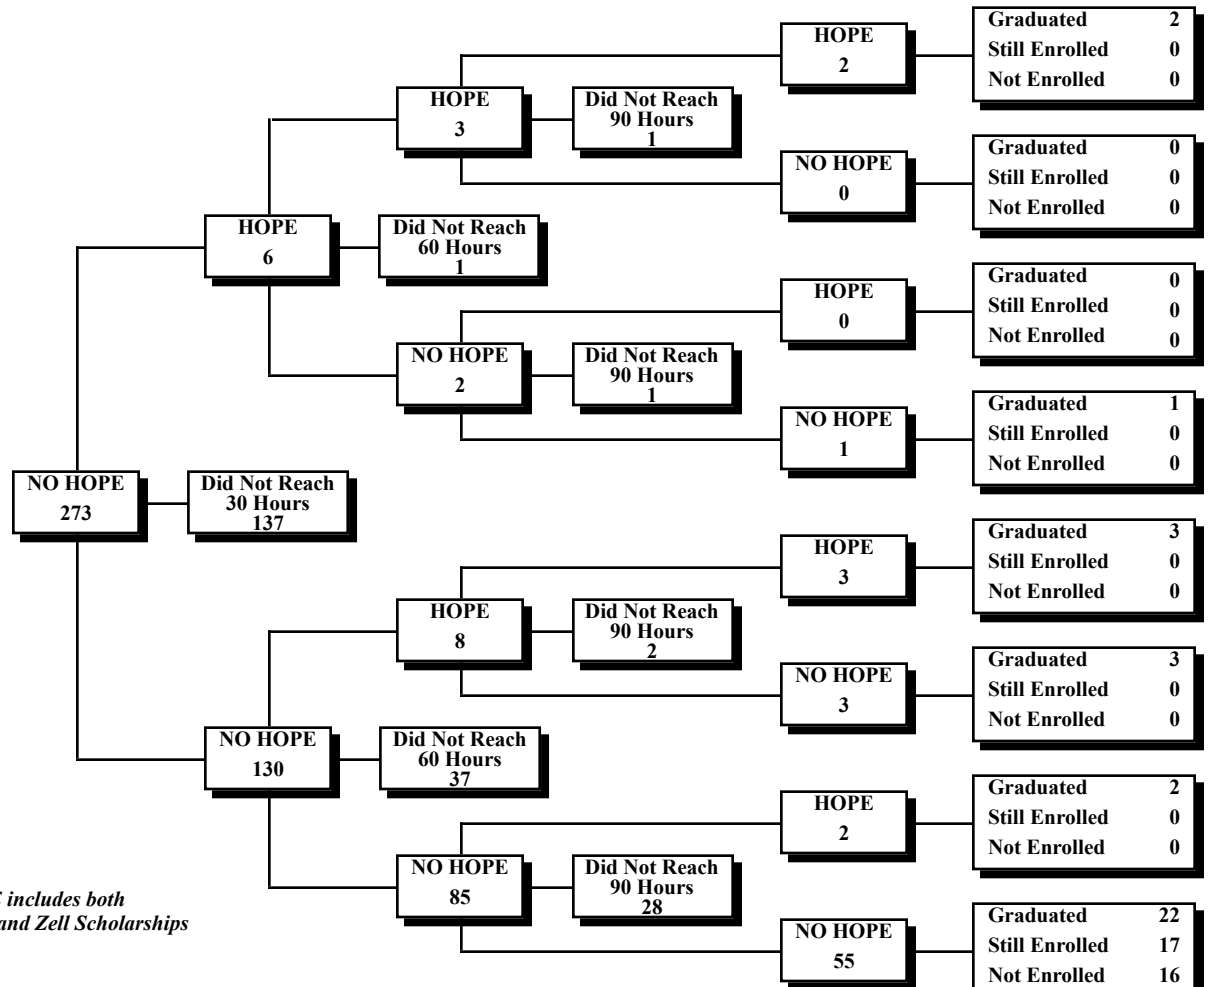 Graduated 2
Still Enrolled 0
Not Enrolled 0
HOPE
2
HOPE
3
Did Not Reach
90 Hours
1
NO HOPE
0
Graduated 0
Still Enrolled 0
Not Enrolled 0
HOPE
6
Did Not Reach
60 Hours
1
HOPE
0
Graduated 0
Still Enrolled 0
Not Enrolled 0
NO HOPE
2
Did Not Reach
90 Hours
1
NO HOPE
1
Graduated 1
Still Enrolled 0
Not Enrolled 0
NO HOPE
273
Did Not Reach
30 Hours
137
HOPE
3
Graduated 3
Still Enrolled 0
Not Enrolled 0
HOPE
8
Did Not Reach
90 Hours
2
NO HOPE
3
Graduated 3
Still Enrolled 0
Not Enrolled 0
NO HOPE
130
Did Not Reach
60 Hours
37
HOPE
2
Graduated 2
Still Enrolled 0
Not Enrolled 0
NO HOPE
85
Did Not Reach
90 Hours
28
NO HOPE
55
Graduated 22
Still Enrolled 17
Not Enrolled 16
includes both
and Zell Scholarships